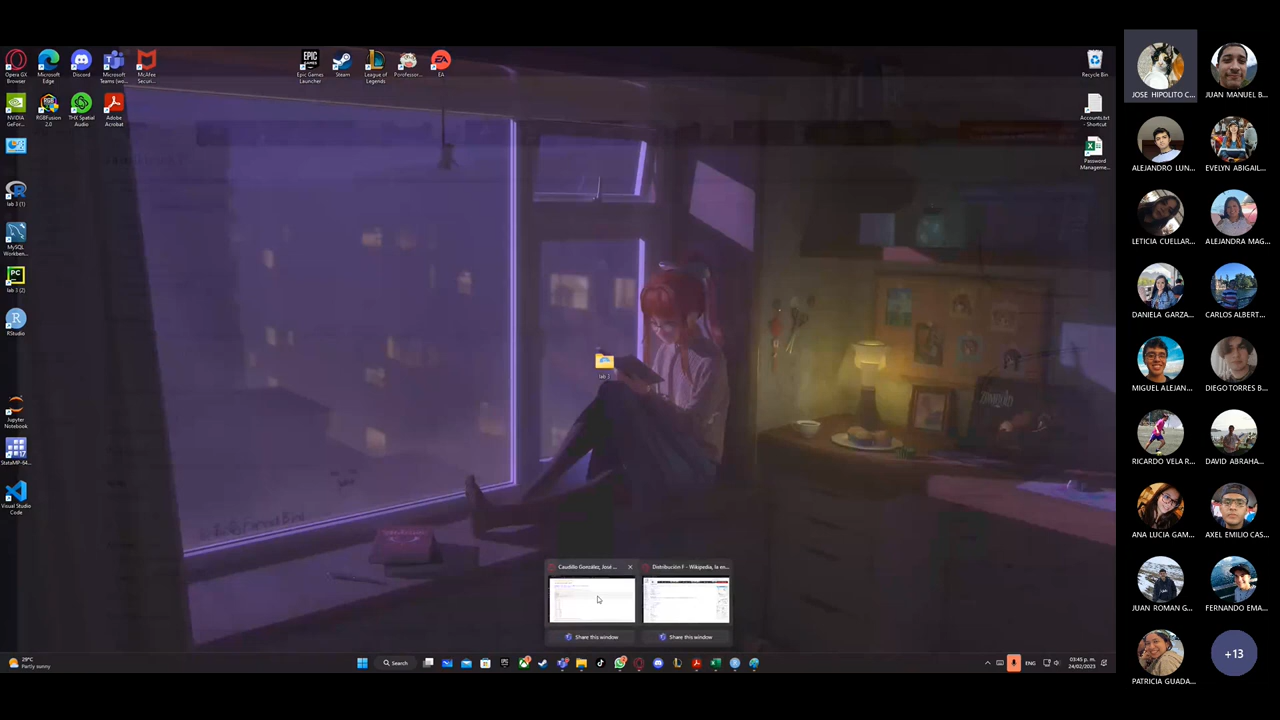 Opera GX
Browser
Microsoft
Edge
Discord
Microsoft
Teams (wo...
McAfee
Securi...
Epic Games
Launcher
Steam
League of
Legends
Porofessor...
EA
Recycle Bin
NVIDIA
GeFor...
RGBFusion
2.0
THX Spatial
Audio
Adobe
Acrobat
Accounts.txt
- Shortcut
Password
Manageme...
lab 3 (1)
MySQL
Workben...
lab 3 (2)
RStudio
Jupyter
Notebook
StataMP-64...
Visual Studio
Code
Caudillo González, José ...
Distribución F - Wikipedia, la en...
Share this window
Share this window
29°C
Partly sunny
Search
ENG
03:45 p. m.
24/02/2023
JOSE HIPOLITO C...
JUAN MANUEL B...
ALEJANDRO LUN...
EVELYN ABIGAIL...
LETICIA CUELLAR...
ALEJANDRA MAG...
DANIELA GARZA...
CARLOS ALBERT...
MIGUEL ALEJAN...
DIEGO TORRES B...
RICARDO VELA R...
DAVID ABRAHA...
ANA LUCIA GAM...
AXEL EMILIO CAS...
JUAN ROMAN G...
FERNANDO EMA...
PATRICIA GUADA...
+13